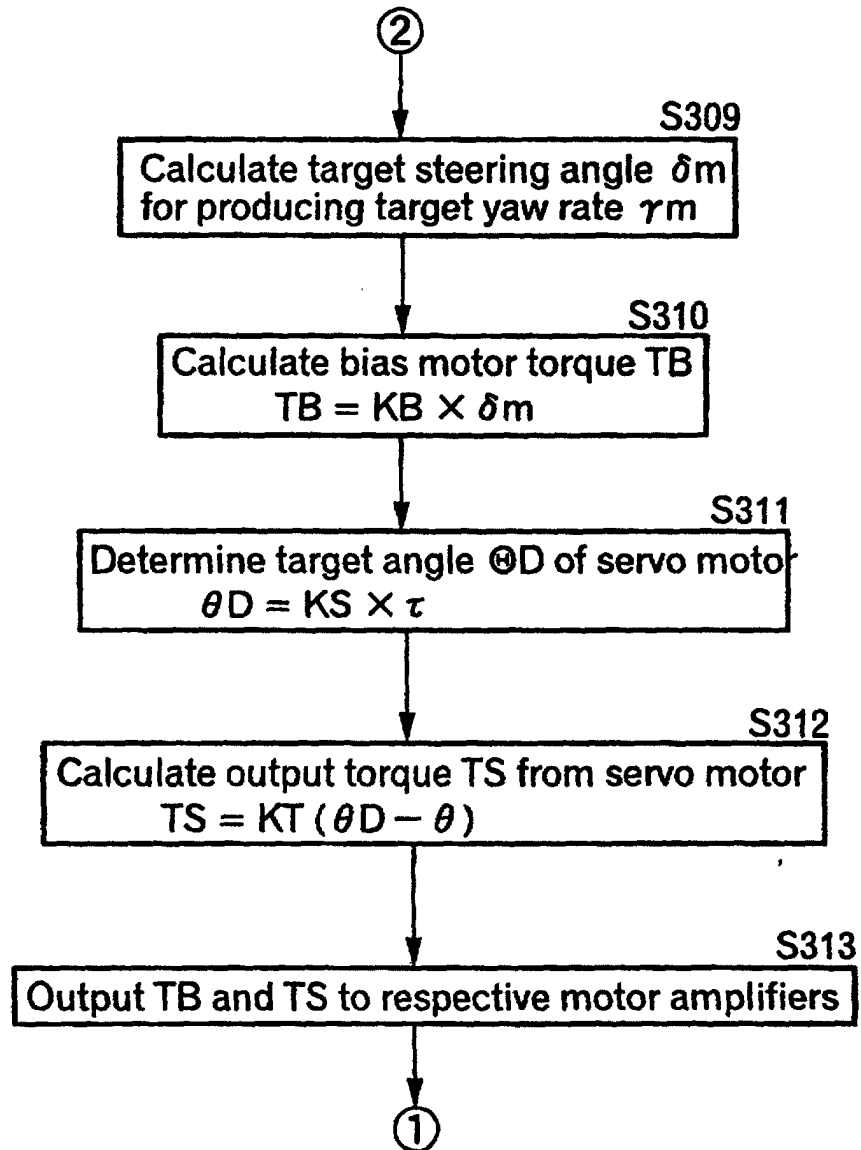 ②
S309
Calculate target steering angle δm
for producing target yaw rate γm
S310
Calculate bias motor torque TB
TB = KB × δm
S311
Determine target angle ΘD of servo motor
θD = KS × τ
S312
Calculate output torque TS from servo motor
TS = KT (θD − θ)
S313
Output TB and TS to respective motor amplifiers
①